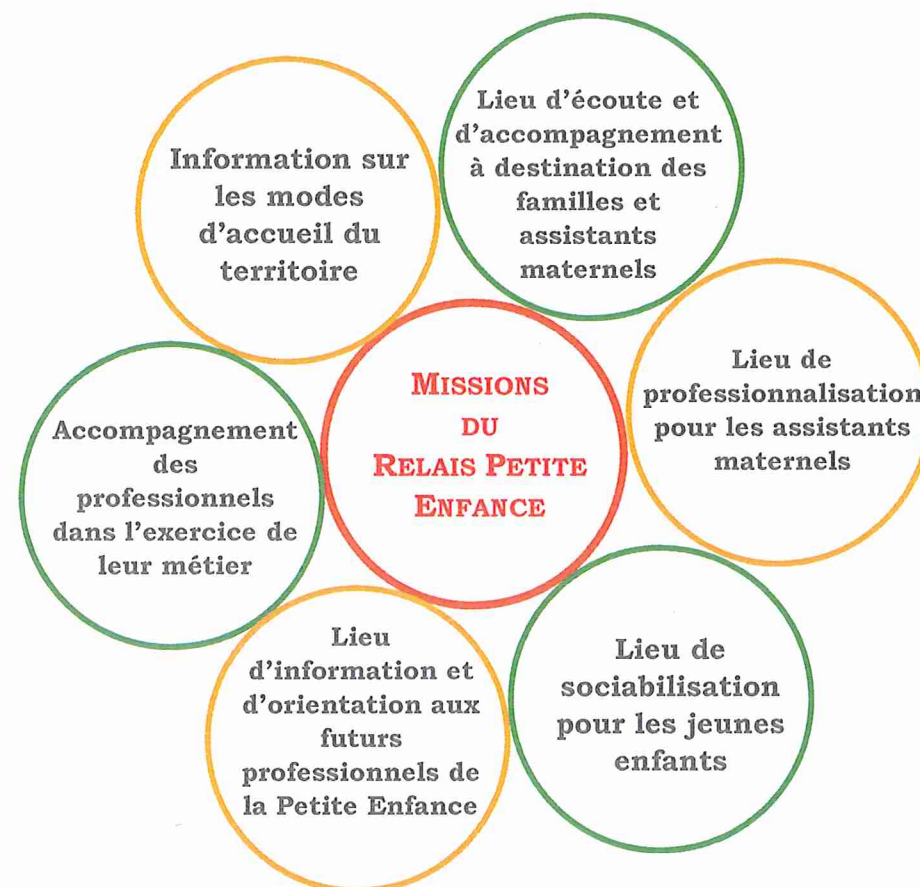 Information sur
les modes
d'accueil du
territoire
Lieu d'écoute et
d'accompagnement
à destination des
familles et
assistants
maternels
Lieu de
professionnalisation
pour les assistants
maternels
Missions
du
Relais Petite
Enfance
Accompagnement
des
professionnels
dans l'exercice de
leur métier
Lieu
d'information et
d'orientation aux
futurs
professionnels de
la Petite Enfance
Lieu de
sociabilisation
pour les jeunes
enfants